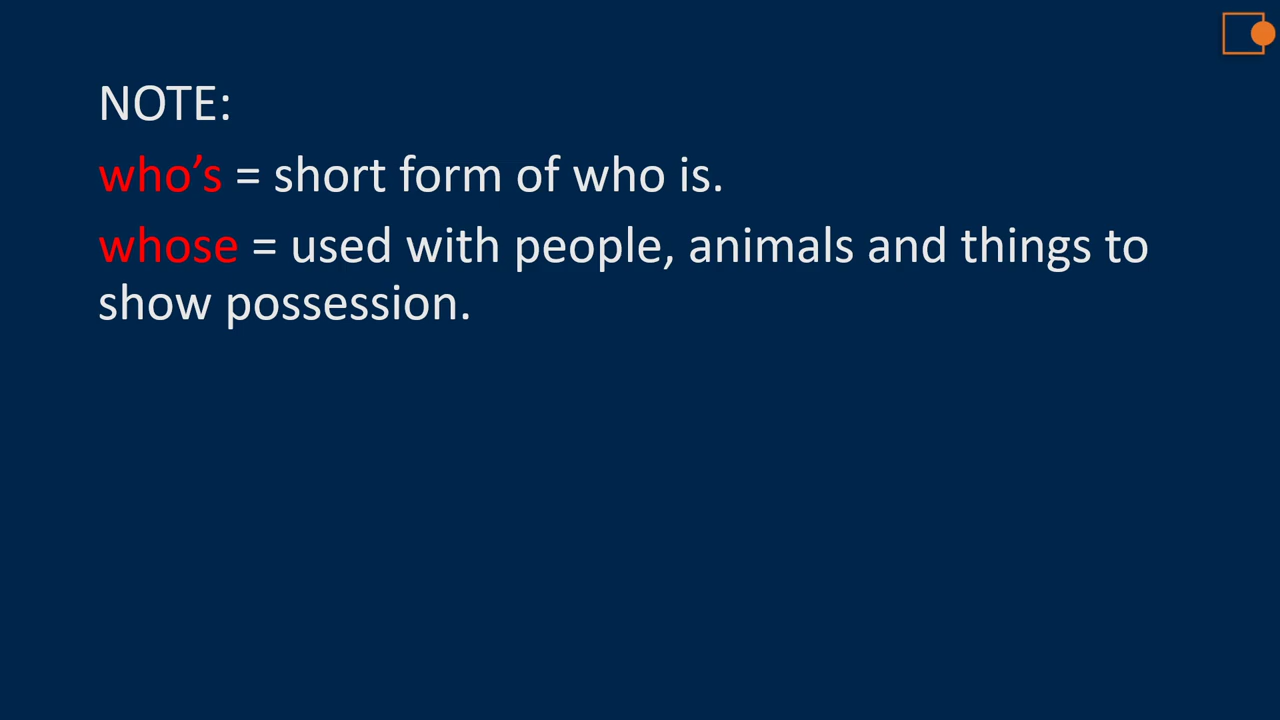 NOTE:
who’s = short form of who is.
whose = used with people, animals and things to
show possession.